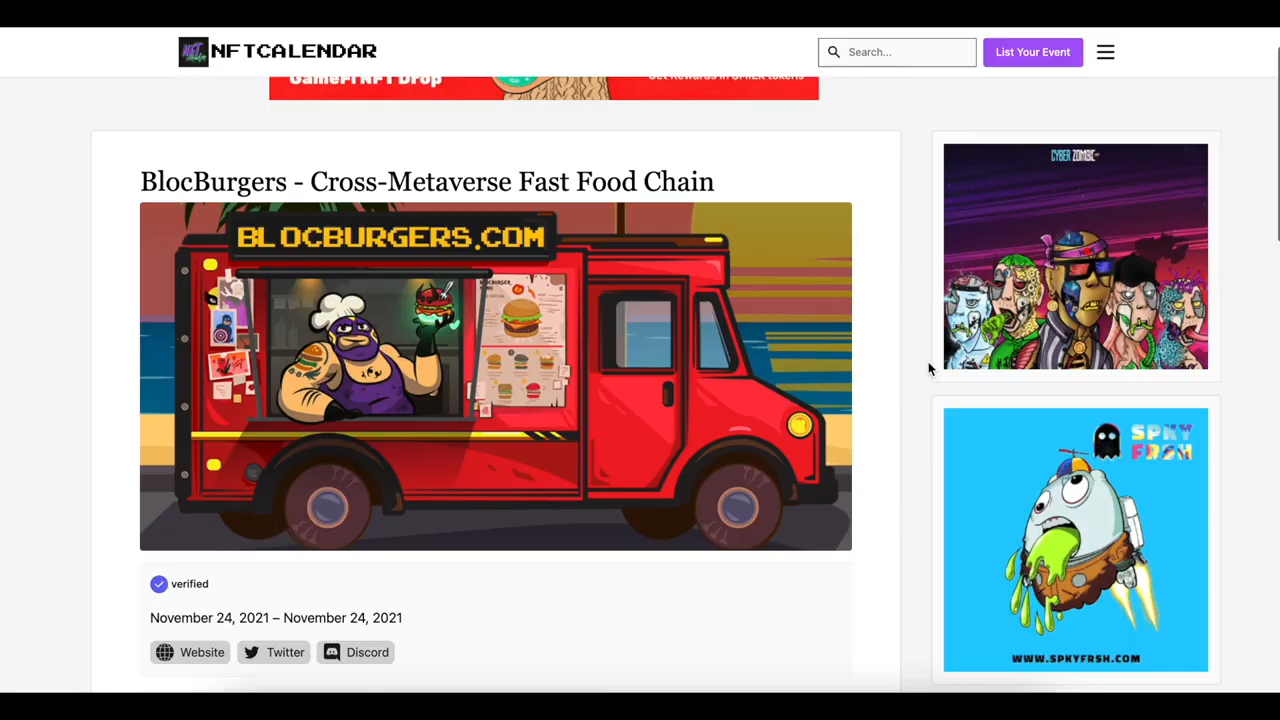 NFTCALENDAR
Search...
List Your Event
GameFi NFT Drop
BlocBurgers - Cross-Metaverse Fast Food Chain
BLOCBURGERS.COM
CYBER ZOMBIE
SPKY
FRSH
WWW.SPKYFRSH.COM
verified
November 24, 2021 – November 24, 2021
Website
Twitter
Discord